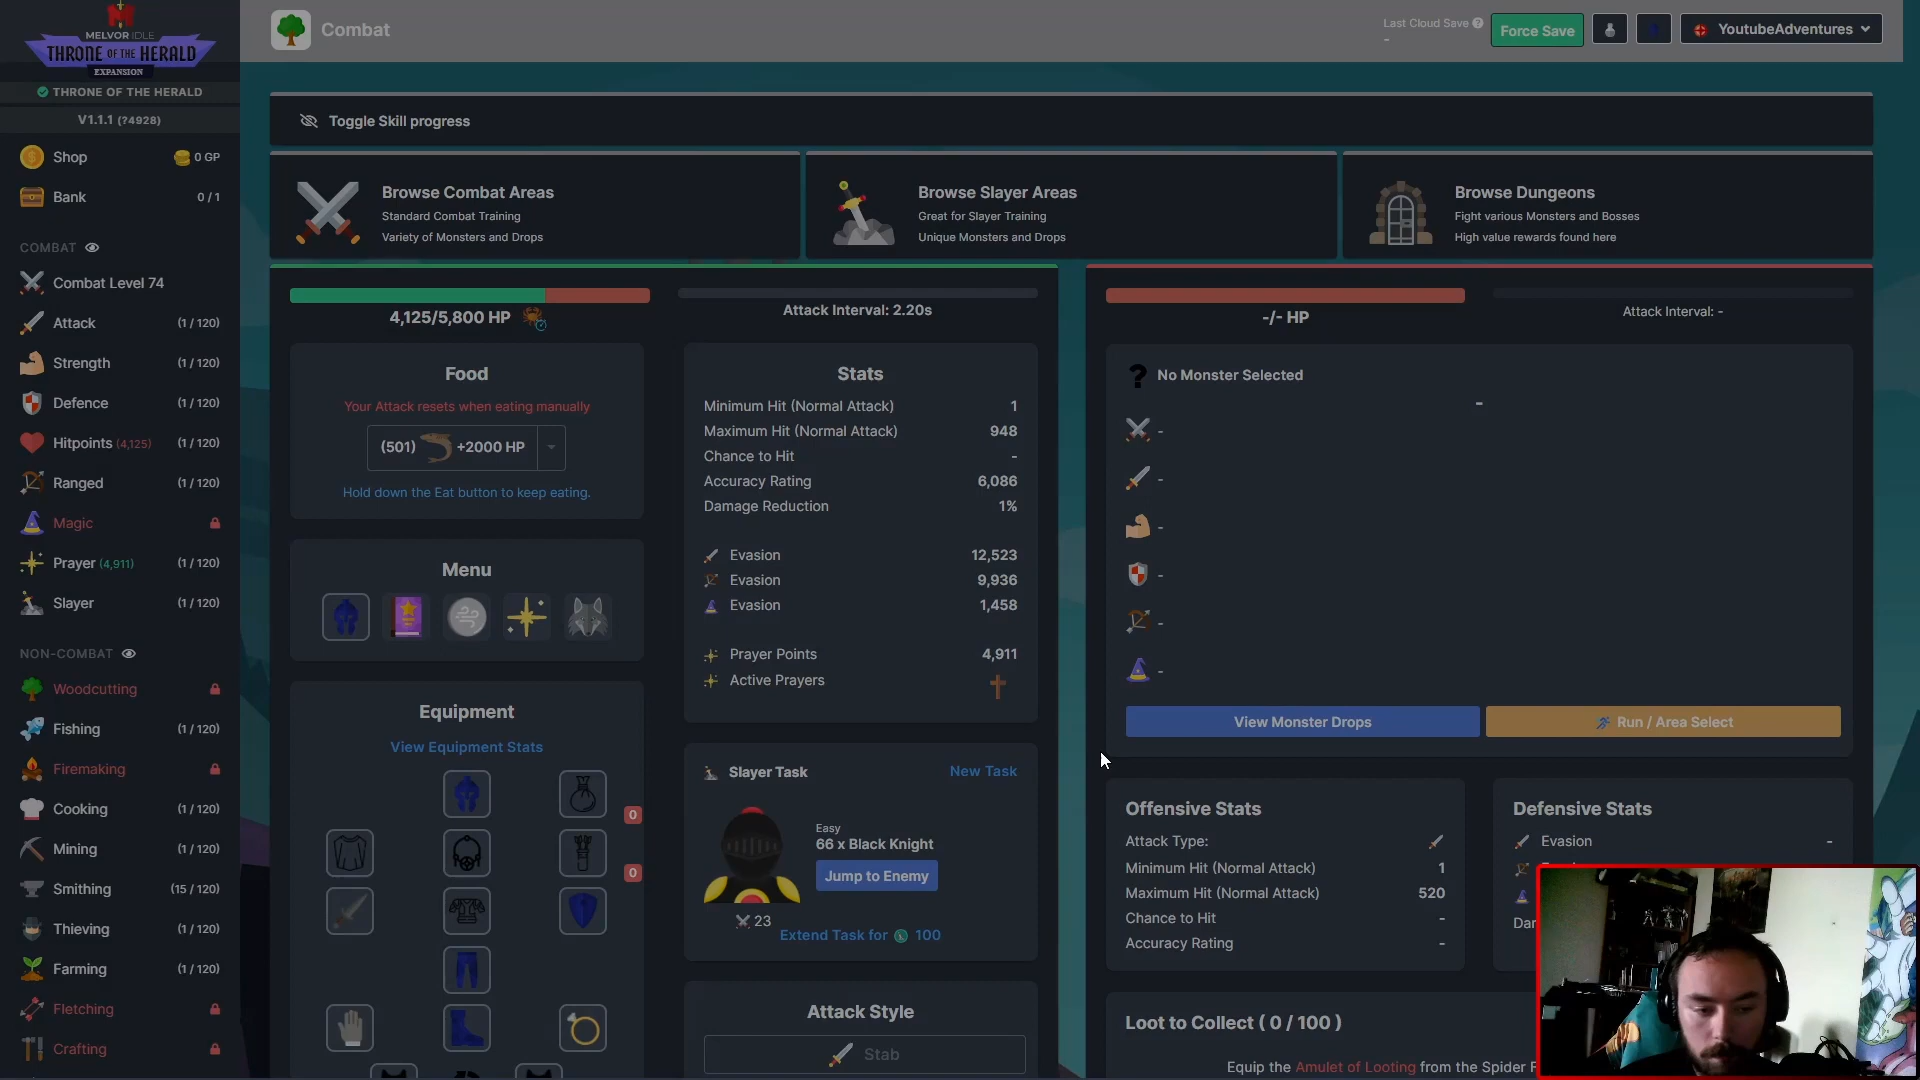 MELVOR IDLE
THRONE OF THE HERALD
EXPANSION
THRONE OF THE HERALD
V1.1.1 (?4928)
Shop 0 GP
Bank 0 / 1
COMBAT
Combat Level 74
Attack (1 / 120)
Strength (1 / 120)
Defence (1 / 120)
Hitpoints (4,125) (1 / 120)
Ranged (1 / 120)
Magic
Prayer (4,911) (1 / 120)
Slayer (1 / 120)
NON-COMBAT
Woodcutting
Fishing (1 / 120)
Firemaking
Cooking (1 / 120)
Mining (1 / 120)
Smithing (15 / 120)
Thieving (1 / 120)
Farming (1 / 120)
Fletching
Crafting
Combat
Last Cloud Save
-
Force Save
YoutubeAdventures
Toggle Skill progress
Browse Combat Areas
Standard Combat Training
Variety of Monsters and Drops
Browse Slayer Areas
Great for Slayer Training
Unique Monsters and Drops
Browse Dungeons
Fight various Monsters and Bosses
High value rewards found here
4,125/5,800 HP
Attack Interval: 2.20s
Food
Your Attack resets when eating manually
(501) +2000 HP
Hold down the Eat button to keep eating.
Menu
Equipment
View Equipment Stats
0
0
Stats
Minimum Hit (Normal Attack) 1
Maximum Hit (Normal Attack) 948
Chance to Hit -
Accuracy Rating 6,086
Damage Reduction 1%
Evasion 12,523
Evasion 9,936
Evasion 1,458
Prayer Points 4,911
Active Prayers
Slayer Task New Task
Easy
66 x Black Knight
Jump to Enemy
23
Extend Task for 100
Attack Style
Stab
-/- HP
Attack Interval: -
? No Monster Selected
-
-
-
-
-
-
-
View Monster Drops
Run / Area Select
Offensive Stats
Attack Type:
Minimum Hit (Normal Attack) 1
Maximum Hit (Normal Attack) 520
Chance to Hit -
Accuracy Rating -
Defensive Stats
Evasion -
Loot to Collect ( 0 / 100 )
Equip the Amulet of Looting from the Spider F